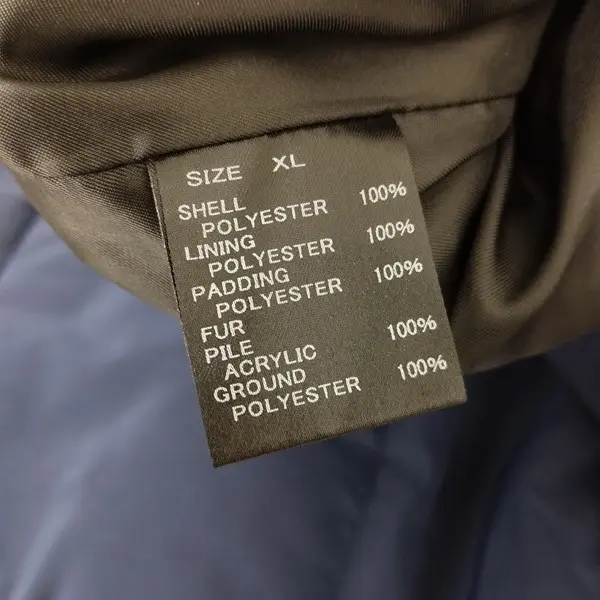 SIZE XL
SHELL
POLYESTER 100%
LINING
POLYESTER 100%
PADDING
POLYESTER 100%
FUR
PILE
ACRYLIC 100%
GROUND
POLYESTER 100%